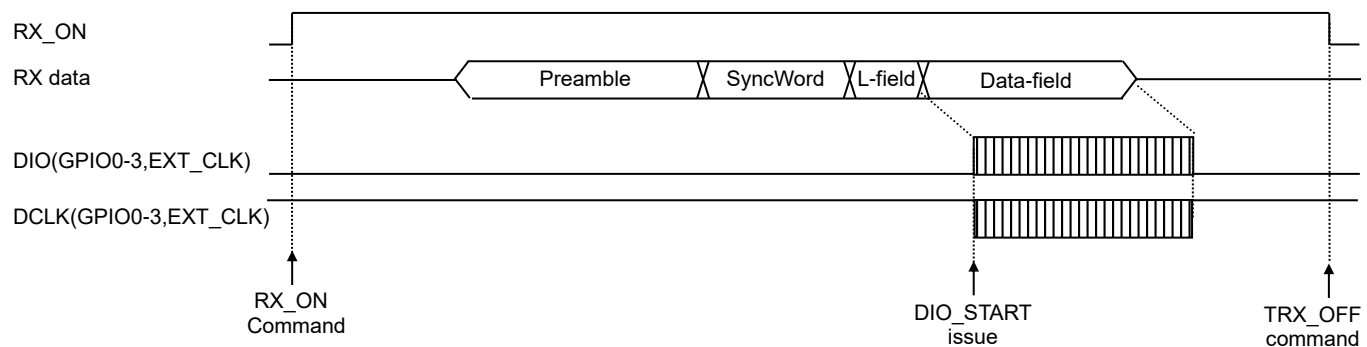 RX_ON
RX data
Preamble
SyncWord
L-field
Data-field
DIO(GPIO0-3,EXT_CLK)
DCLK(GPIO0-3,EXT_CLK)
RX_ON
Command
DIO_START
issue
TRX_OFF
command